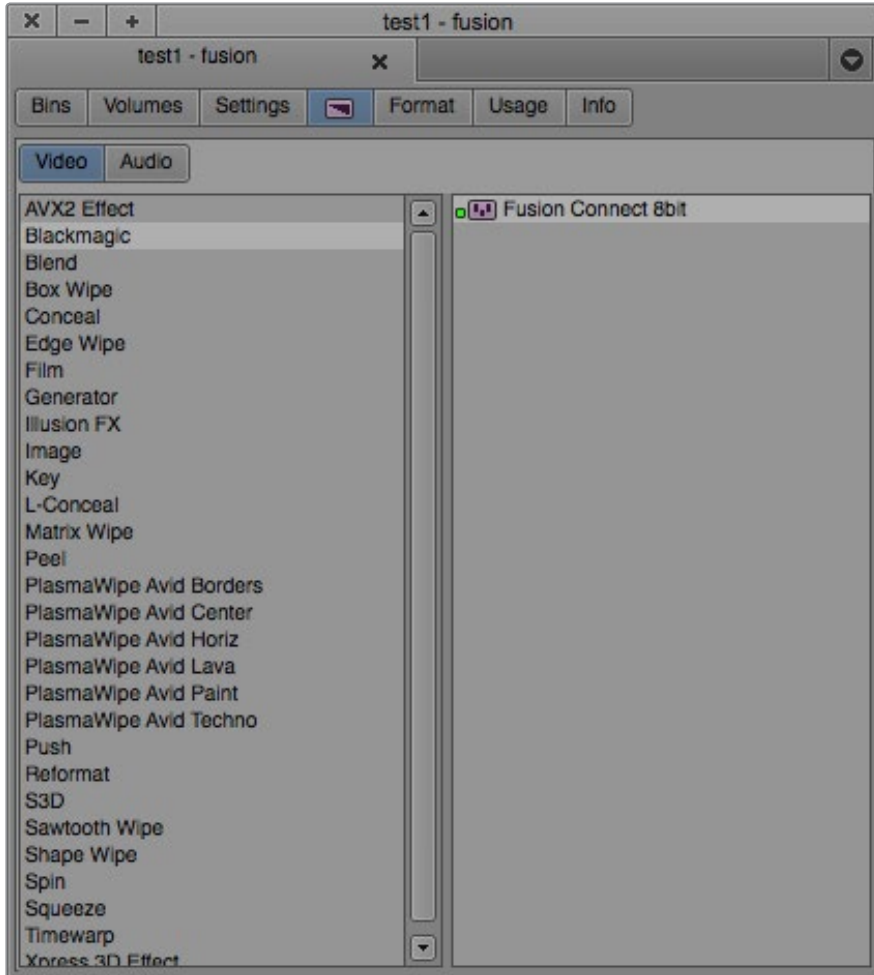 test1 - fusion
test1 - fusion
Bins Volumes Settings Format Usage Info
Video Audio
AVX2 Effect
Blackmagic
Blend
Box Wipe
Conceal
Edge Wipe
Film
Generator
Illusion FX
Image
Key
L-Conceal
Matrix Wipe
Peel
PlasmaWipe Avid Borders
PlasmaWipe Avid Center
PlasmaWipe Avid Horiz
PlasmaWipe Avid Lava
PlasmaWipe Avid Paint
PlasmaWipe Avid Techno
Push
Reformat
S3D
Sawtooth Wipe
Shape Wipe
Spin
Squeeze
Timewarp
Xpress 3D Effect
Fusion Connect 8bit